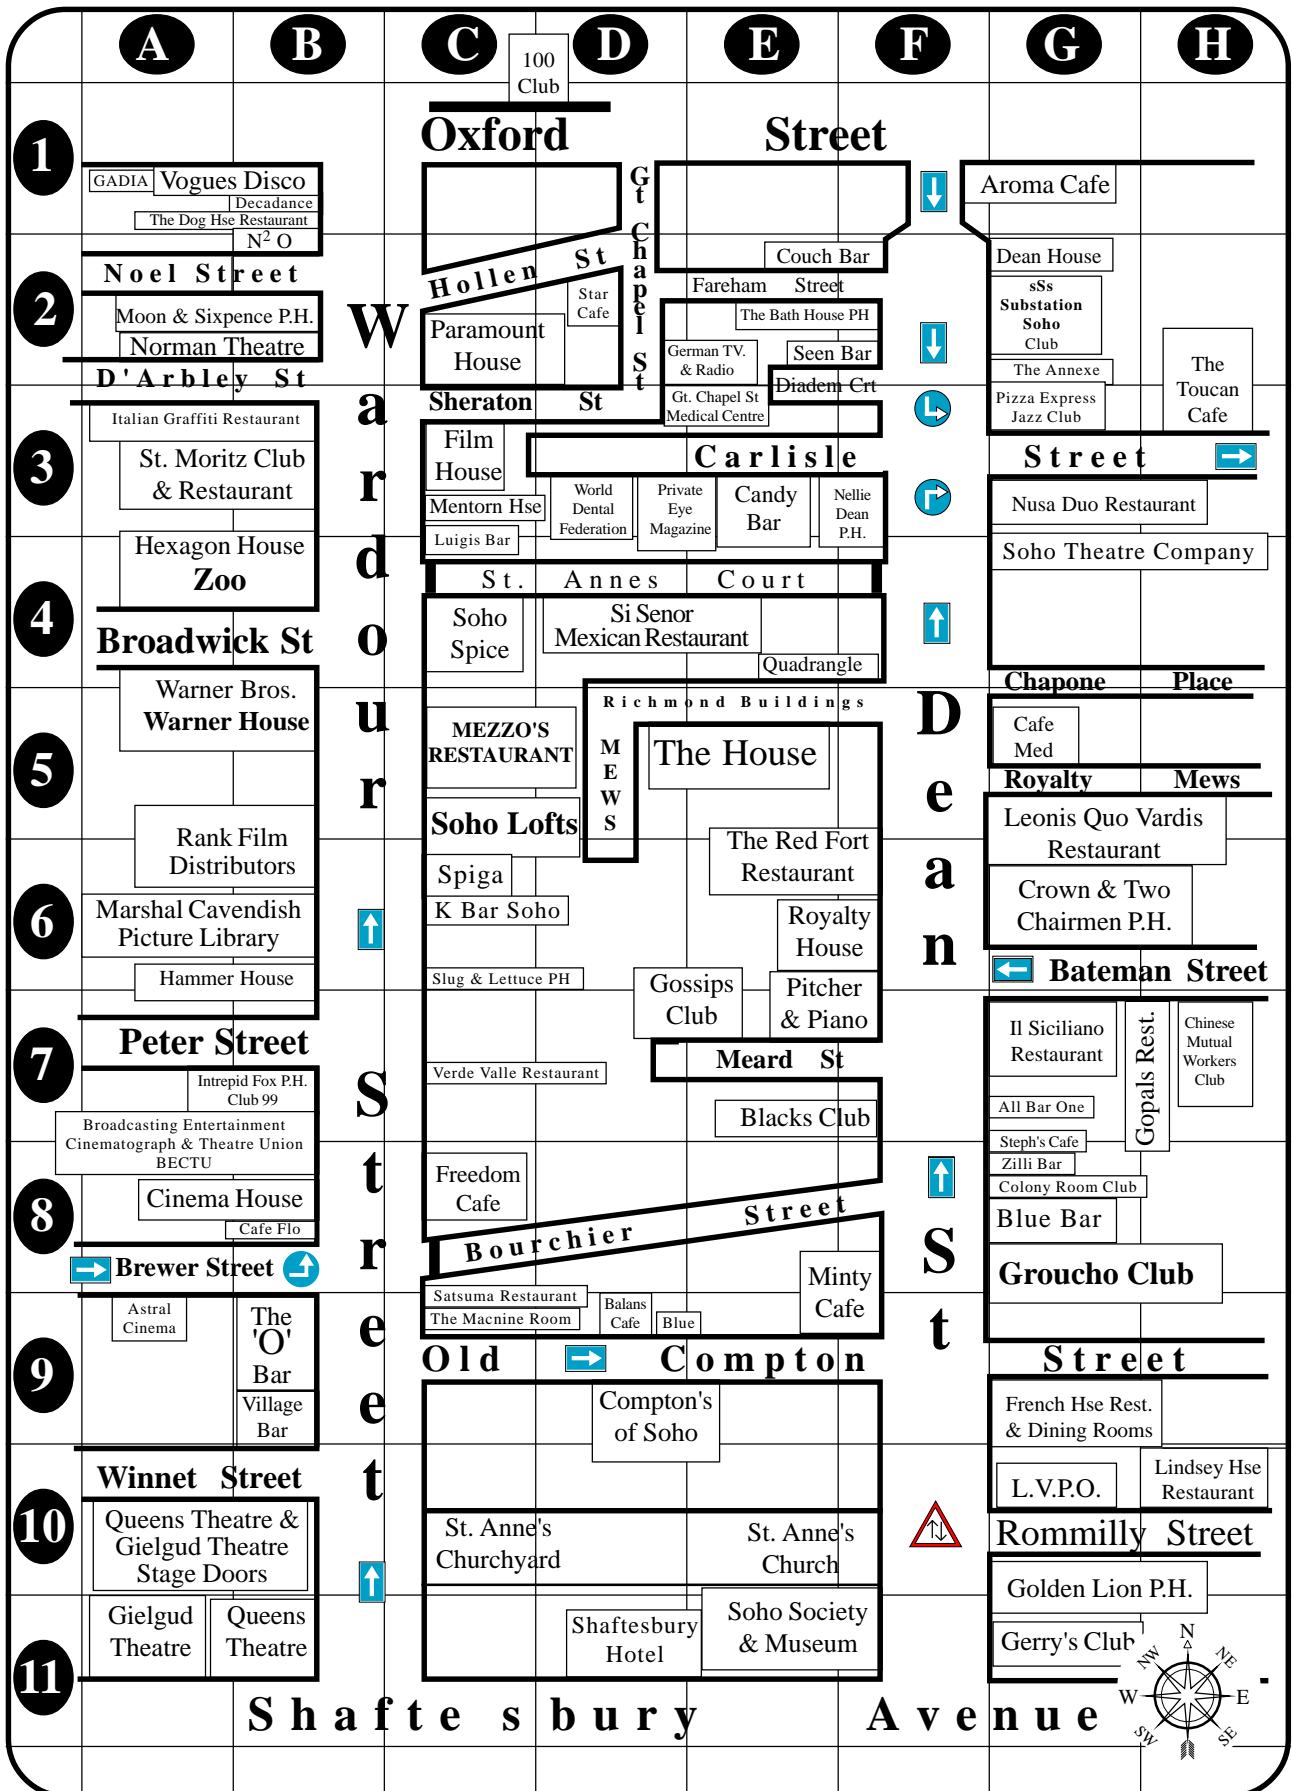 A B C D E F G H
100
Club
Oxford Street
1
GADIA
Vogues Disco
Decadance
The Dog Hse Restaurant
N2 O
Gt Chapel St
Aroma Cafe
Noel Street
Hollen St
Couch Bar
Dean House
2
Moon & Sixpence P.H.
Norman Theatre
Paramount
House
Star
Cafe
Fareham Street
The Bath House PH
German TV.
& Radio
Seen Bar
sSs
Substation
Soho
Club
The Annexe
The
Toucan
Cafe
D'Arbley St
Sheraton St
Gt. Chapel St
Medical Centre
Diadem Crt
Pizza Express
Jazz Club
Wardour Street
3
Italian Graffiti Restaurant
St. Moritz Club
& Restaurant
Film
House
Carlisle Street
Mentorn Hse
Luigis Bar
World
Dental
Federation
Private
Eye
Magazine
Candy
Bar
Nellie
Dean
P.H.
Nusa Duo Restaurant
Hexagon House
Zoo
St. Annes Court
Soho Theatre Company
4
Broadwick St
Soho
Spice
Si Senor
Mexican Restaurant
Quadrangle
Chapone Place
Warner Bros.
Warner House
Richmond Buildings
MEWS
Dean St
5
MEZZO'S
RESTAURANT
The House
Cafe
Med
Royalty Mews
Soho Lofts
Rank Film
Distributors
The Red Fort
Restaurant
Leonis Quo Vardis
Restaurant
6
Spiga
K Bar Soho
Marshal Cavendish
Picture Library
Royalty
House
Crown & Two
Chairmen P.H.
Hammer House
Slug & Lettuce PH
Gossips
Club
Pitcher
& Piano
Bateman Street
7
Peter Street
Meard St
Il Siciliano
Restaurant
Gopals Rest.
Chinese
Mutual
Workers
Club
Intrepid Fox P.H.
Club 99
Verde Valle Restaurant
Blacks Club
All Bar One
Broadcasting Entertainment
Cinematograph & Theatre Union
BECTU
Steph's Cafe
Zilli Bar
Colony Room Club
8
Cinema House
Cafe Flo
Freedom
Cafe
Blue Bar
Bourchier Street
Brewer Street
Groucho Club
Minty
Cafe
Astral
Cinema
The
'O'
Bar
Satsuma Restaurant
The Macnine Room
Balans
Cafe
Blue
9
Old Compton Street
Village
Bar
Compton's
of Soho
French Hse Rest.
& Dining Rooms
Winnet Street
L.V.P.O.
Lindsey Hse
Restaurant
10
Queens Theatre &
Gielgud Theatre
Stage Doors
St. Anne's
Churchyard
St. Anne's
Church
Rommilly Street
Golden Lion P.H.
11
Gielgud
Theatre
Queens
Theatre
Shaftesbury
Hotel
Soho Society
& Museum
Gerry's Club
N
NW NE
W E
SW SE
Shaftesbury Avenue